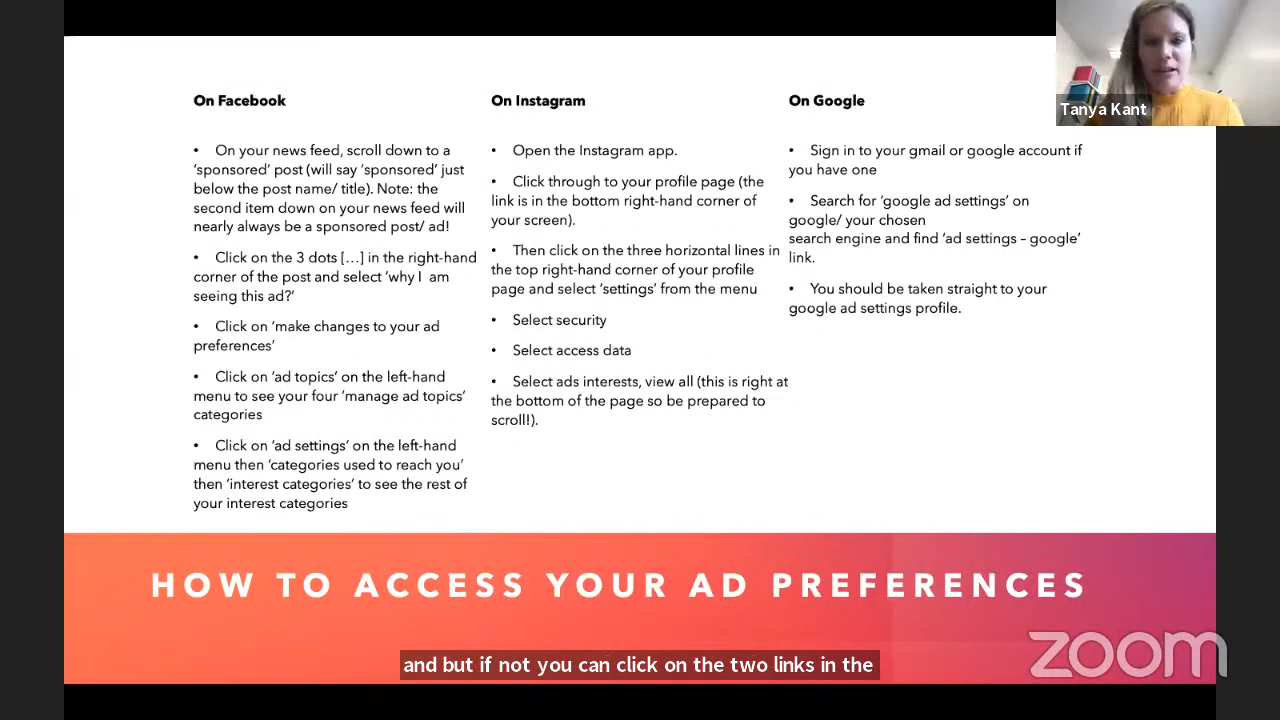 On Facebook
• On your news feed, scroll down to a
‘sponsored’ post (will say ‘sponsored’ just
below the post name/ title). Note: the
second item down on your news feed will
nearly always be a sponsored post/ ad!
• Click on the 3 dots [...] in the right-hand
corner of the post and select ‘why I  am
seeing this ad?’
• Click on ‘make changes to your ad
preferences’
• Click on ‘ad topics’ on the left-hand
menu to see your four ‘manage ad topics’
categories
• Click on ‘ad settings’ on the left-hand
menu then ‘categories used to reach you’
then ‘interest categories’ to see the rest of
your interest categories
On Instagram
• Open the Instagram app.
• Click through to your profile page (the
link is in the bottom right-hand corner of
your screen).
• Then click on the three horizontal lines in
the top right-hand corner of your profile
page and select ‘settings’ from the menu
• Select security
• Select access data
• Select ads interests, view all (this is right at
the bottom of the page so be prepared to
scroll!).
On Google
• Sign in to your gmail or google account if
you have one
• Search for ‘google ad settings’ on
google/ your chosen
search engine and find ‘ad settings – google’
link.
• You should be taken straight to your
google ad settings profile.
Tanya Kant
HOW TO ACCESS YOUR AD PREFERENCES
and but if not you can click on the two links in the
zoom